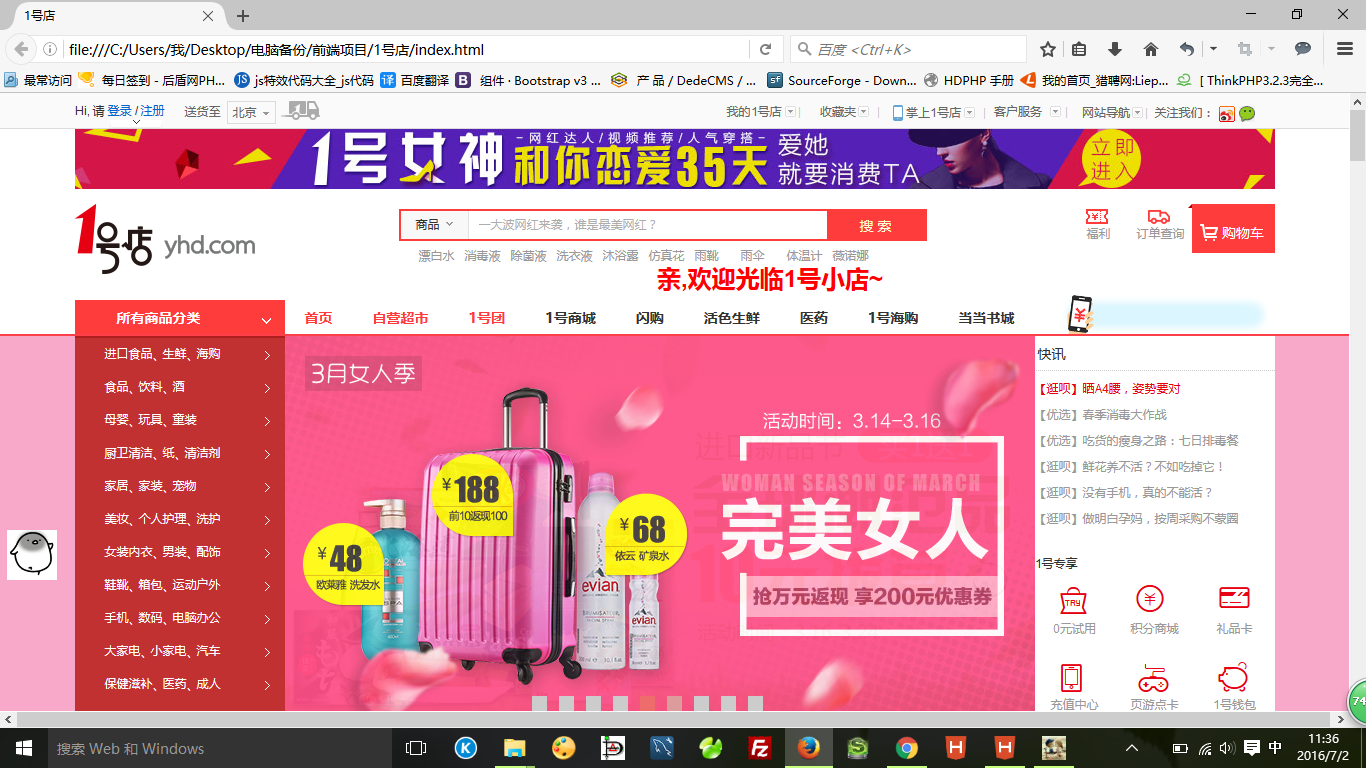 1号店
file:///C:/Users/我/Desktop/电脑备份/前端项目/1号店/index.html
百度 <Ctrl+K>
最常访问 每日签到 - 后盾网PH... js特效代码大全_js代码 百度翻译 组件 · Bootstrap v3 ... 产 品 / DedeCMS / ... SourceForge - Down... HDPHP 手册 我的首页_猎聘网:Liep... [ ThinkPHP3.2.3完全...
Hi, 请 登录 / 注册 送货至 北京 我的1号店 收藏夹 掌上1号店 客户服务 网站导航 关注我们：
1号女神
网红达人/视频推荐/人气穿搭
和你恋爱35天
爱她
就要消费TA
立即
进入
1号店 yhd.com
商品 一大波网红来袭，谁是最美网红？ 搜 索
福利 订单查询 购物车
漂白水 消毒液 除菌液 洗衣液 沐浴露 仿真花 雨靴 雨伞 体温计 薇诺娜
亲,欢迎光临1号小店~
所有商品分类 首页 自营超市 1号团 1号商城 闪购 活色生鲜 医药 1号海购 当当书城
进口食品、生鲜、海购
食品、饮料、酒
母婴、玩具、童装
厨卫清洁、纸、清洁剂
家居、家装、宠物
美妆、个人护理、洗护
女装内衣、男装、配饰
鞋靴、箱包、运动户外
手机、数码、电脑办公
大家电、小家电、汽车
保健滋补、医药、成人
3月女人季
活动时间：3.14-3.16
WOMAN SEASON OF MARCH
完美女人
抢万元返现 享200元优惠券
¥188
前10返现100
¥68
依云 矿泉水
¥48
欧莱雅 洗发水
evian
evian
快讯
【逛呗】晒A4腰，姿势要对
【优选】春季消毒大作战
【优选】吃货的瘦身之路：七日排毒餐
【逛呗】鲜花养不活？不如吃掉它！
【逛呗】没有手机，真的不能活？
【逛呗】做明白孕妈，按周采购不蒙圈
1号专享
TRY
0元试用 积分商城 礼品卡
充值中心 页游点卡 1号钱包
74
搜索 Web 和 Windows
中
11:36
2016/7/2